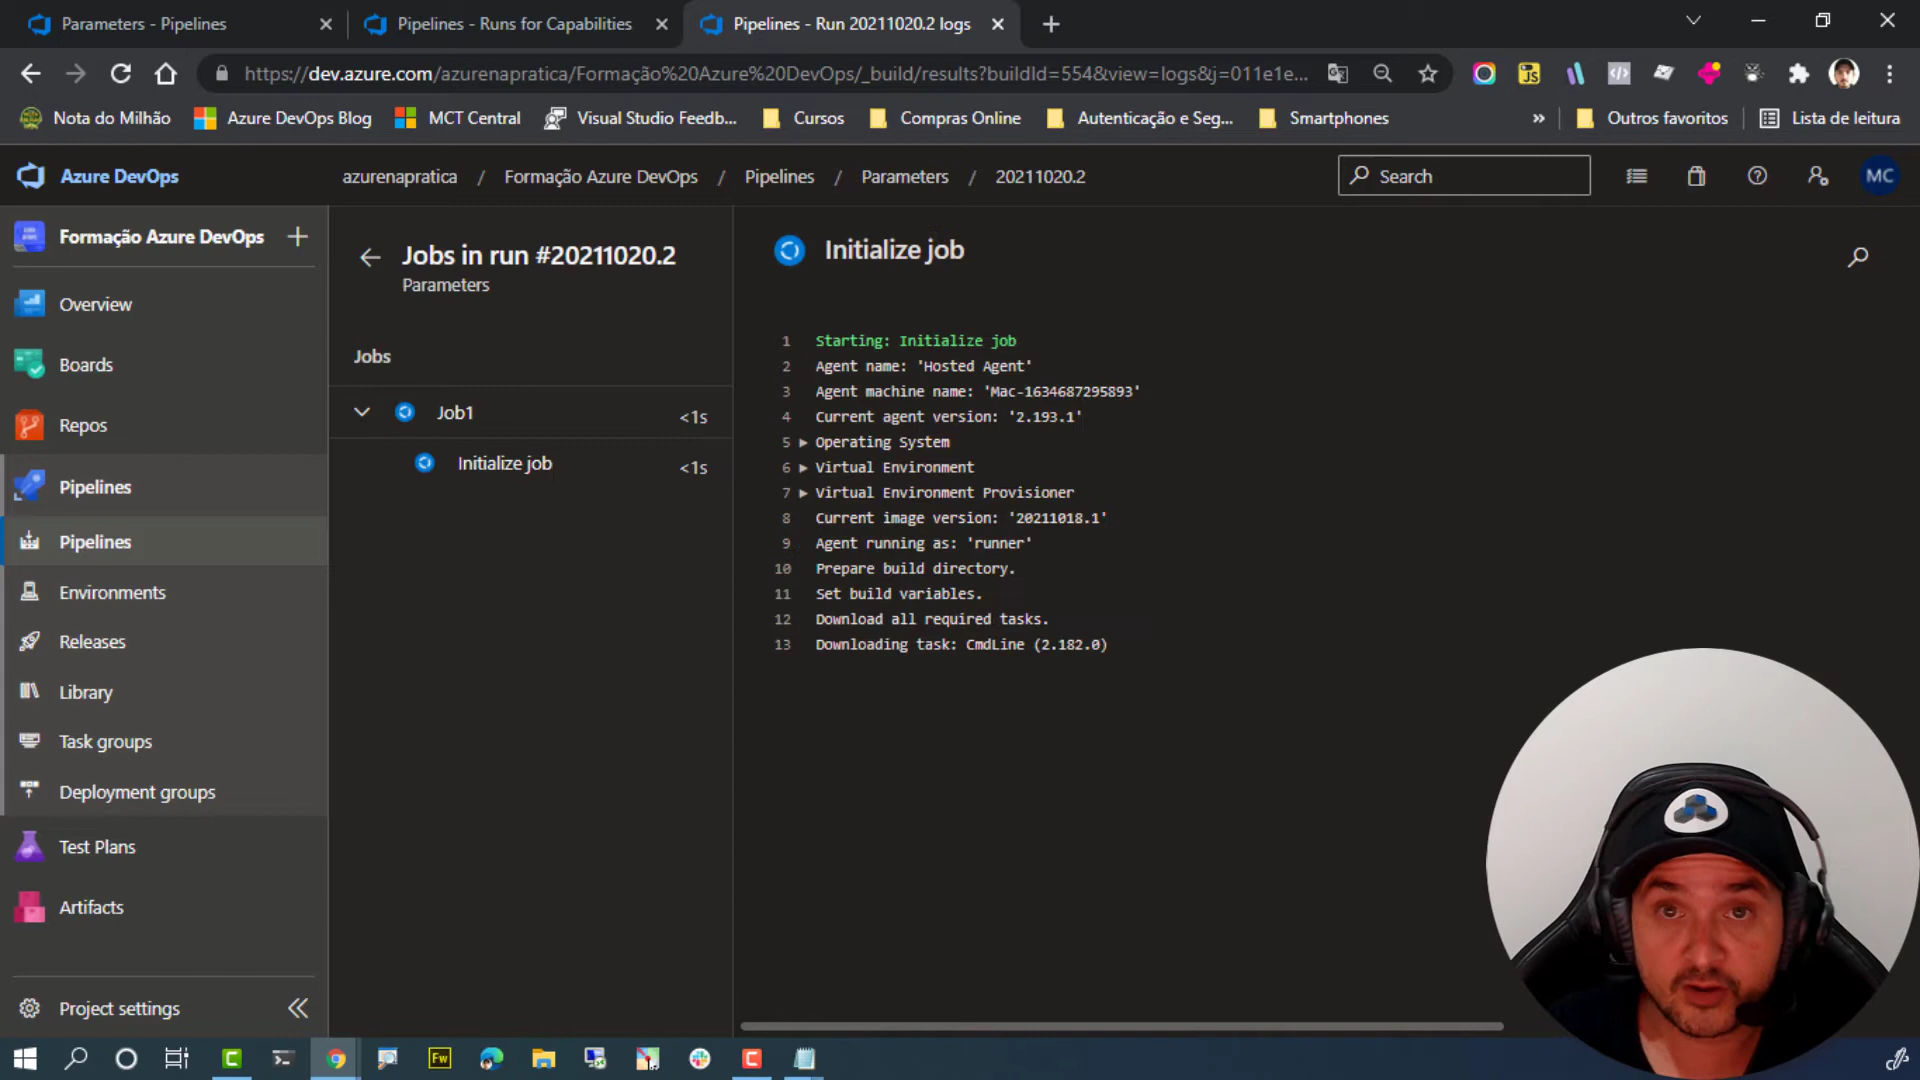 Parameters - Pipelines
Pipelines - Runs for Capabilities
Pipelines - Run 20211020.2 logs
https://dev.azure.com/azurenapratica/Formação%20Azure%20DevOps/_build/results?buildId=554&view=logs&j=011e1e...
Nota do Milhão
Azure DevOps Blog
MCT Central
Visual Studio Feedb...
Cursos
Compras Online
Autenticação e Seg...
Smartphones
»
Outros favoritos
Lista de leitura
Azure DevOps
azurenapratica / Formação Azure DevOps / Pipelines / Parameters / 20211020.2
Search
MC
Formação Azure DevOps
Overview
Boards
Repos
Pipelines
Pipelines
Environments
Releases
Library
Task groups
Deployment groups
Test Plans
Artifacts
Project settings
Jobs in run #20211020.2
Parameters
Jobs
Job1 <1s
Initialize job <1s
Initialize job
1 Starting: Initialize job
2 Agent name: 'Hosted Agent'
3 Agent machine name: 'Mac-1634687295893'
4 Current agent version: '2.193.1'
5 Operating System
6 Virtual Environment
7 Virtual Environment Provisioner
8 Current image version: '20211018.1'
9 Agent running as: 'runner'
10 Prepare build directory.
11 Set build variables.
12 Download all required tasks.
13 Downloading task: CmdLine (2.182.0)
JS
Fw